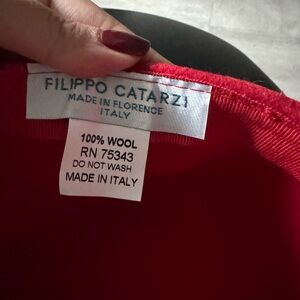 FILIPPO CATARZI
MADE IN FLORENCE
ITALY
100% WOOL
RN 75343
DO NOT WASH
MADE IN ITALY